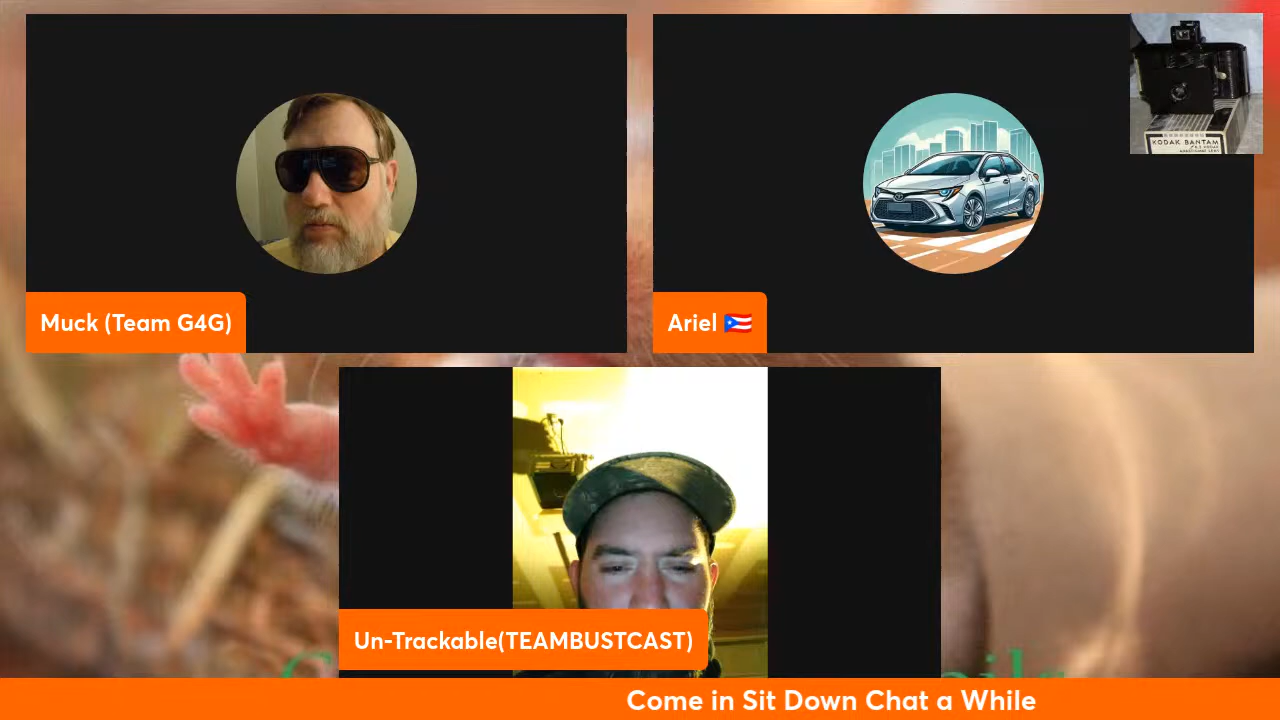 KODAK BANTAM
Muck (Team G4G)
Ariel
Un-Trackable(TEAMBUSTCAST)
Come in Sit Down Chat a While